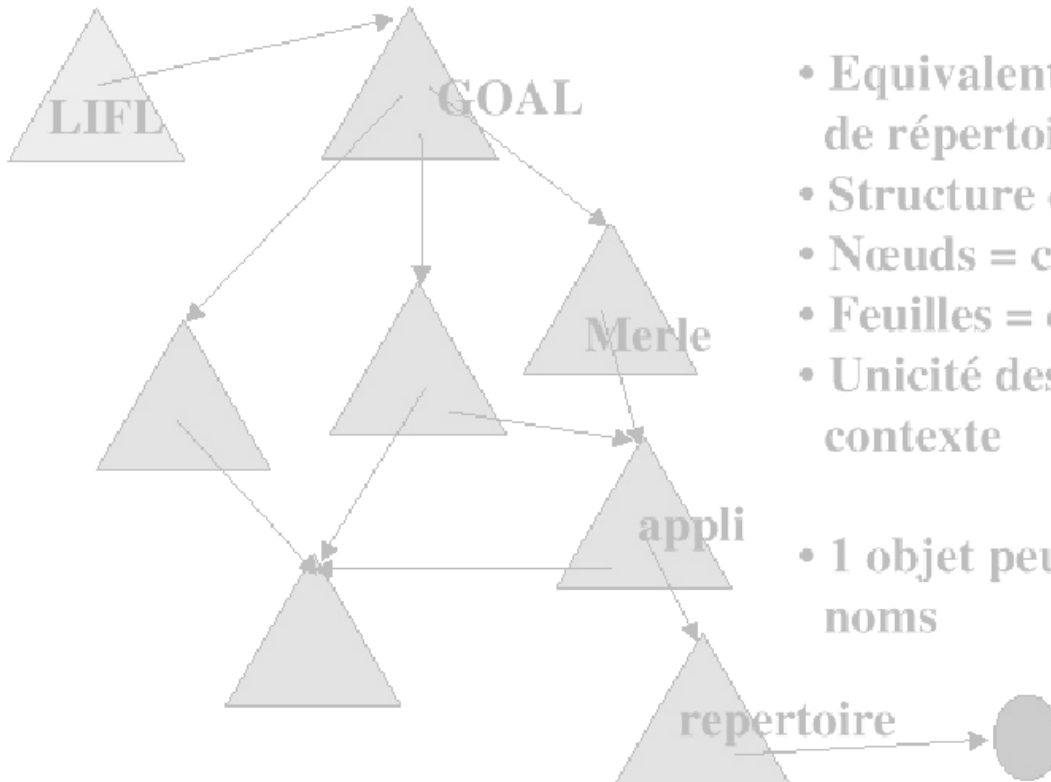 LIFL
GOAL
Merle
appli
repertoire
• Equivalent
de répertoi
• Structure
• Nœuds = c
• Feuilles =
• Unicité des
contexte
• 1 objet peu
noms